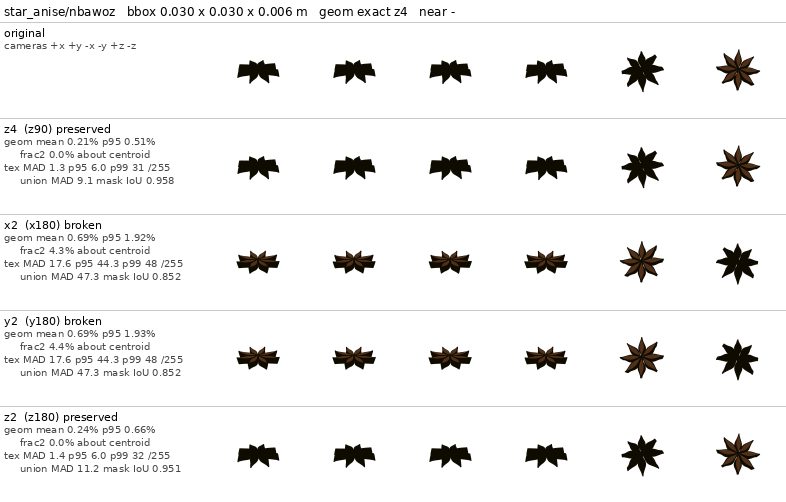 star_anise/nbawoz bbox 0.030 x 0.030 x 0.006 m geom exact z4 near -
original
cameras +x +y -x -y +z -z
z4 (z90) preserved
geom mean 0.21% p95 0.51%
frac2 0.0% about centroid
tex MAD 1.3 p95 6.0 p99 31 /255
union MAD 9.1 mask IoU 0.958
x2 (x180) broken
geom mean 0.69% p95 1.92%
frac2 4.3% about centroid
tex MAD 17.6 p95 44.3 p99 48 /255
union MAD 47.3 mask IoU 0.852
y2 (y180) broken
geom mean 0.69% p95 1.93%
frac2 4.4% about centroid
tex MAD 17.6 p95 44.3 p99 48 /255
union MAD 47.3 mask IoU 0.852
z2 (z180) preserved
geom mean 0.24% p95 0.66%
frac2 0.0% about centroid
tex MAD 1.4 p95 6.0 p99 32 /255
union MAD 11.2 mask IoU 0.951